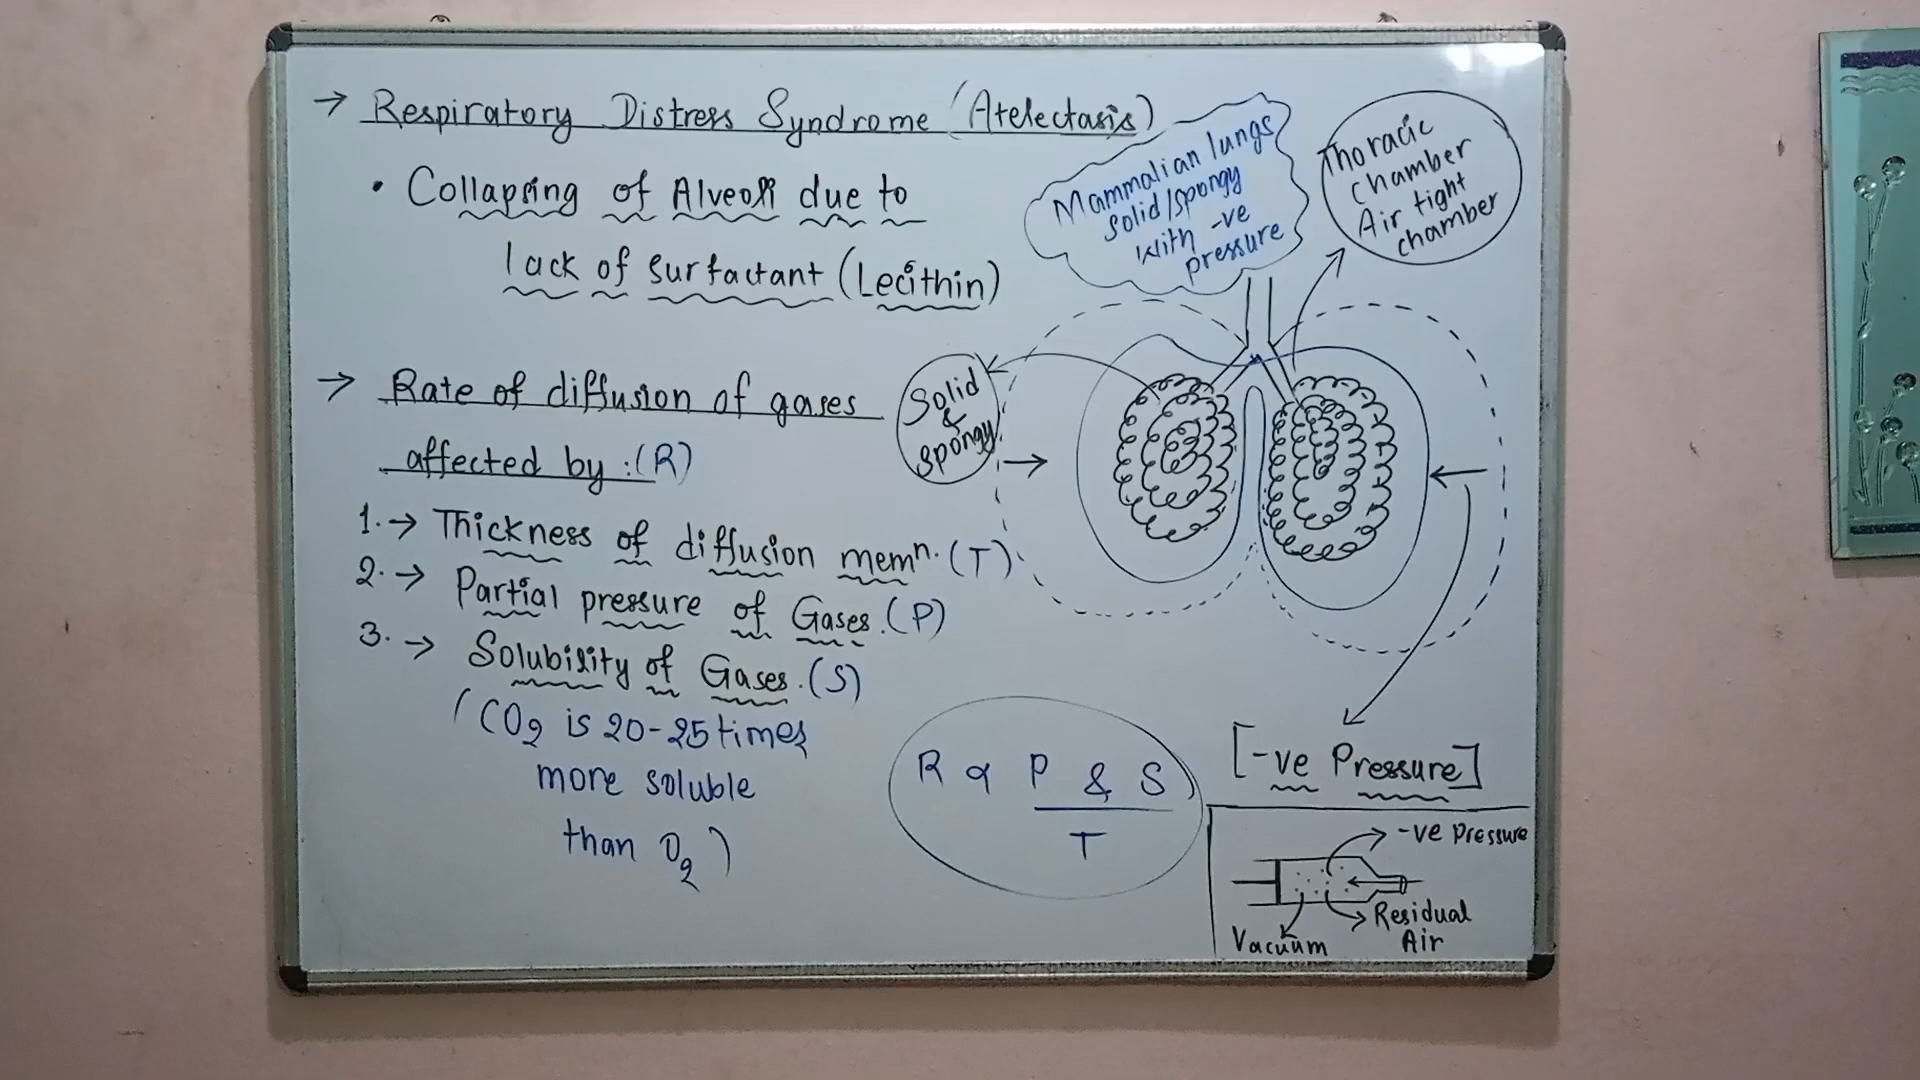 → Respiratory Distress Syndrome (Atelectasis)
• Collapsing of Alveoli due to
lack of surfactant (Lecithin)
→ Rate of diffusion of gases
affected by :(R)
1. → Thickness of diffusion memn. (T)
2. → Partial pressure of Gases. (P)
3. → Solubility of Gases. (S)
(CO2 is 20-25 times
more soluble
than O2)
R ∝ P & S
T
Mammalian lungs
solid/spongy
with -ve
pressure
Thoracic
chamber
Air tight
chamber
Solid
&
spongy
[-ve Pressure]
-ve Pressure
Residual
Air
Vacuum